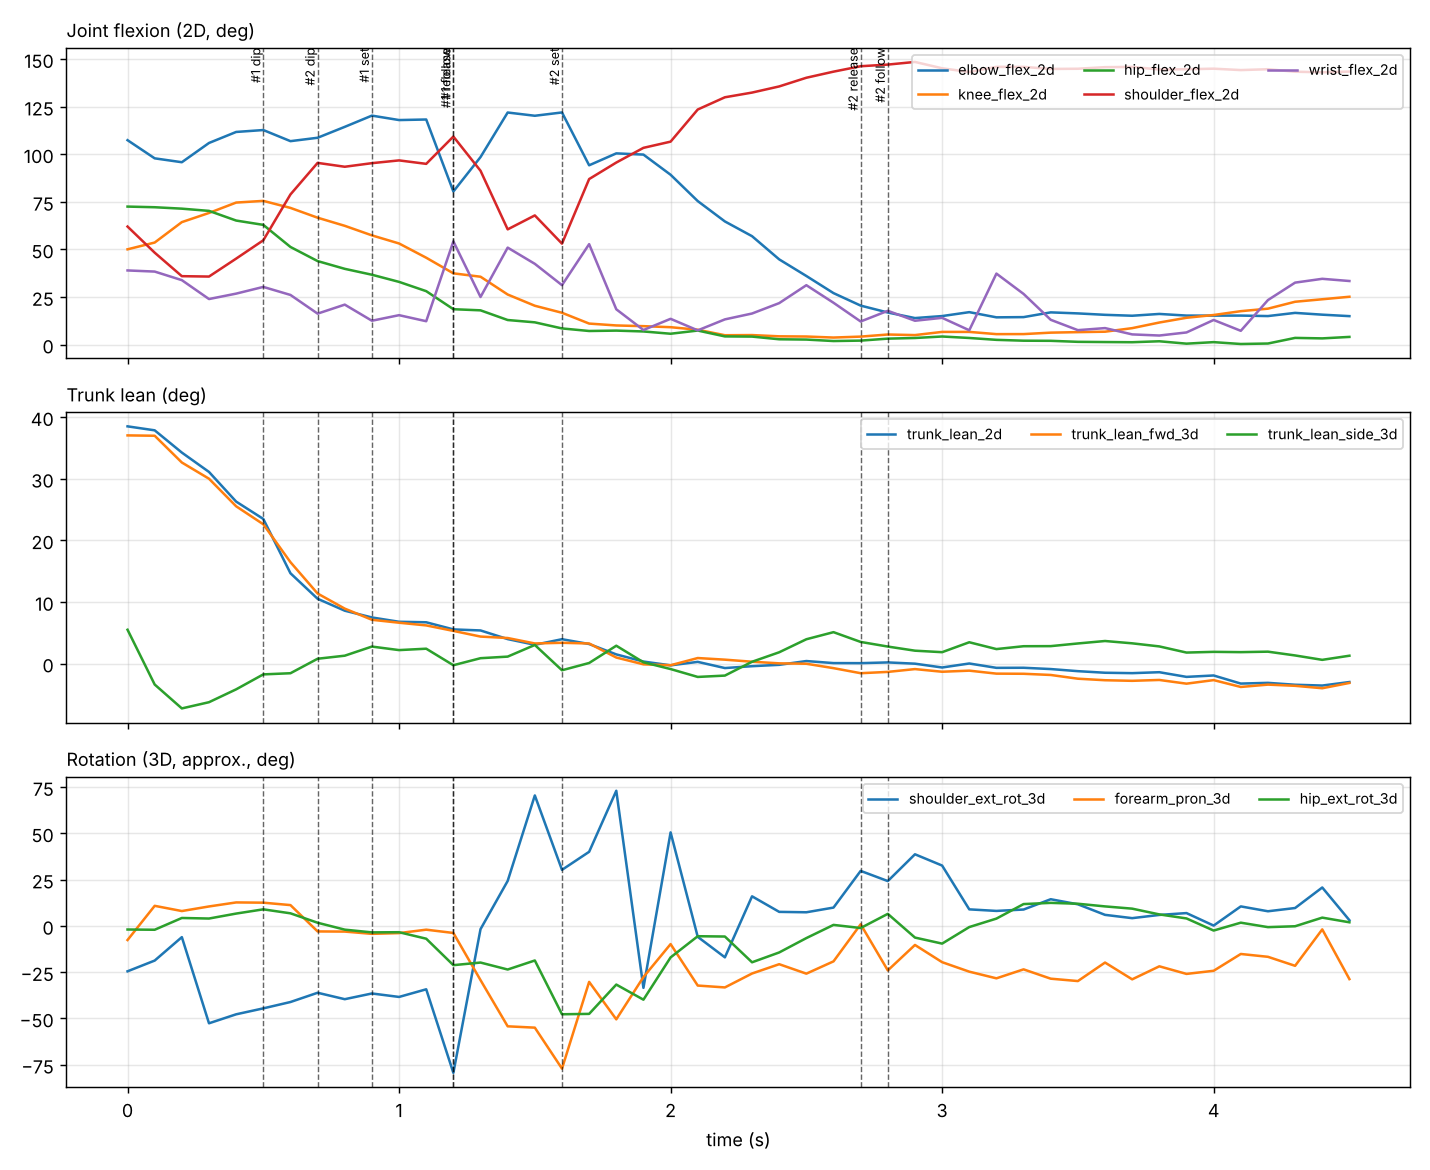 Joint flexion (2D, deg)
#1 dip
#2 dip
#1 set
#2 set
#2 release
#2 follow
elbow_flex_2d
hip_flex_2d
wrist_flex_2d
knee_flex_2d
shoulder_flex_2d
150
125
100
75
50
25
0
Trunk lean (deg)
trunk_lean_2d
trunk_lean_fwd_3d
trunk_lean_side_3d
40
30
20
10
0
Rotation (3D, approx., deg)
shoulder_ext_rot_3d
forearm_pron_3d
hip_ext_rot_3d
75
50
25
0
−25
−50
−75
0 1 2 3 4
time (s)